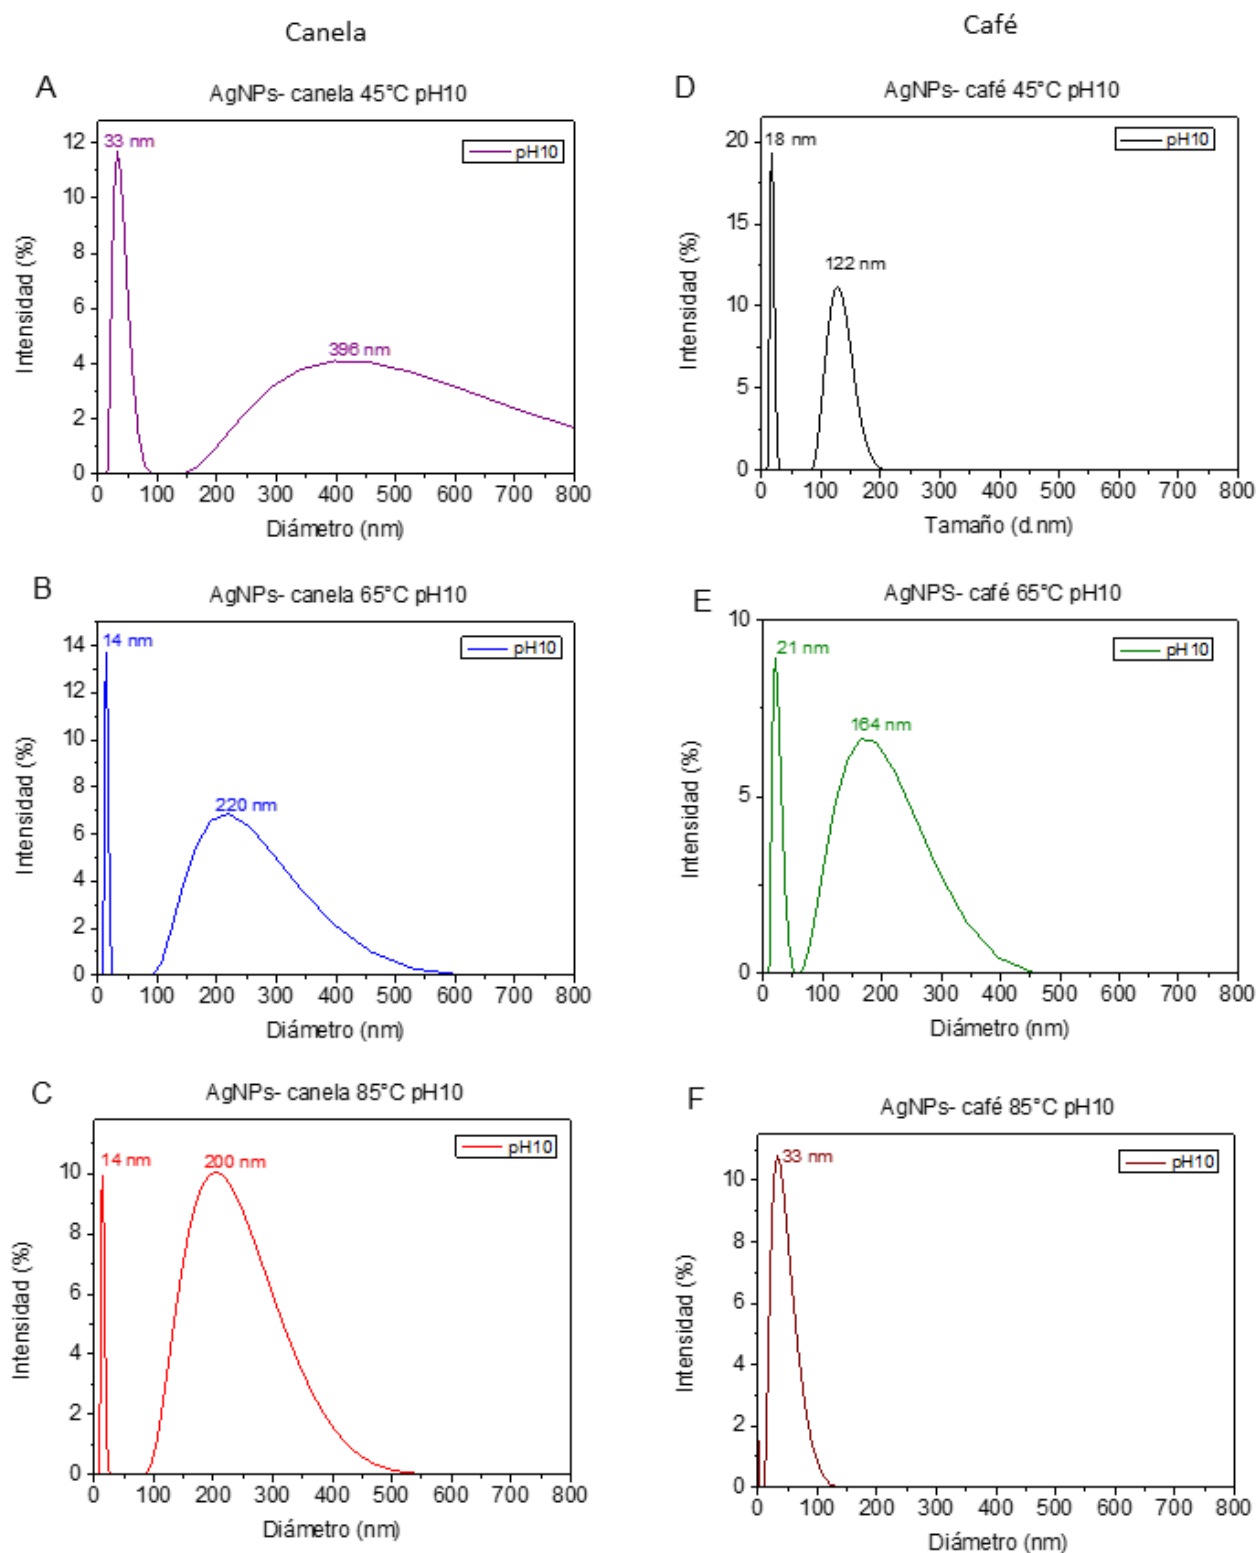 Canela
Café
A
AgNPs- canela 45°C pH10
33 nm
pH10
396 nm
12
10
8
6
4
2
0
Intensidad (%)
0 100 200 300 400 500 600 700 800
Diámetro (nm)
D
AgNPs- café 45°C pH10
18 nm
pH10
122 nm
20
15
10
5
0
Intensidad (%)
0 100 200 300 400 500 600 700 800
Tamaño (d.nm)
B
AgNPs- canela 65°C pH10
14 nm
pH10
220 nm
14
12
10
8
6
4
2
0
Intensidad (%)
0 100 200 300 400 500 600 700 800
Diámetro (nm)
E
AgNPS- café 65°C pH10
21 nm
pH10
164 nm
10
5
0
Intensidad (%)
0 100 200 300 400 500 600 700 800
Diámetro (nm)
C
AgNPs- canela 85°C pH10
14 nm
200 nm
pH10
10
8
6
4
2
0
Intensidad (%)
0 100 200 300 400 500 600 700 800
Diámetro (nm)
F
AgNPs- café 85°C pH10
33 nm
pH10
10
8
6
4
2
0
Intensidad (%)
0 100 200 300 400 500 600 700 800
Diámetro (nm)